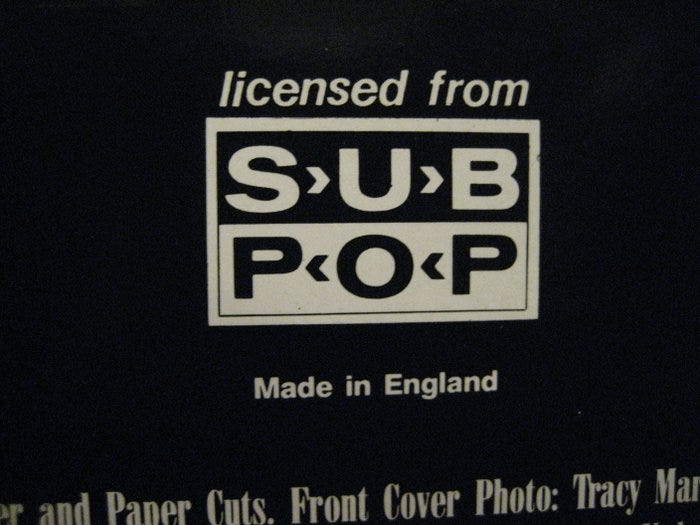 licensed from
S›U›B
P‹O‹P
Made in England
and Paper Cuts. Front Cover Photo: Tracy